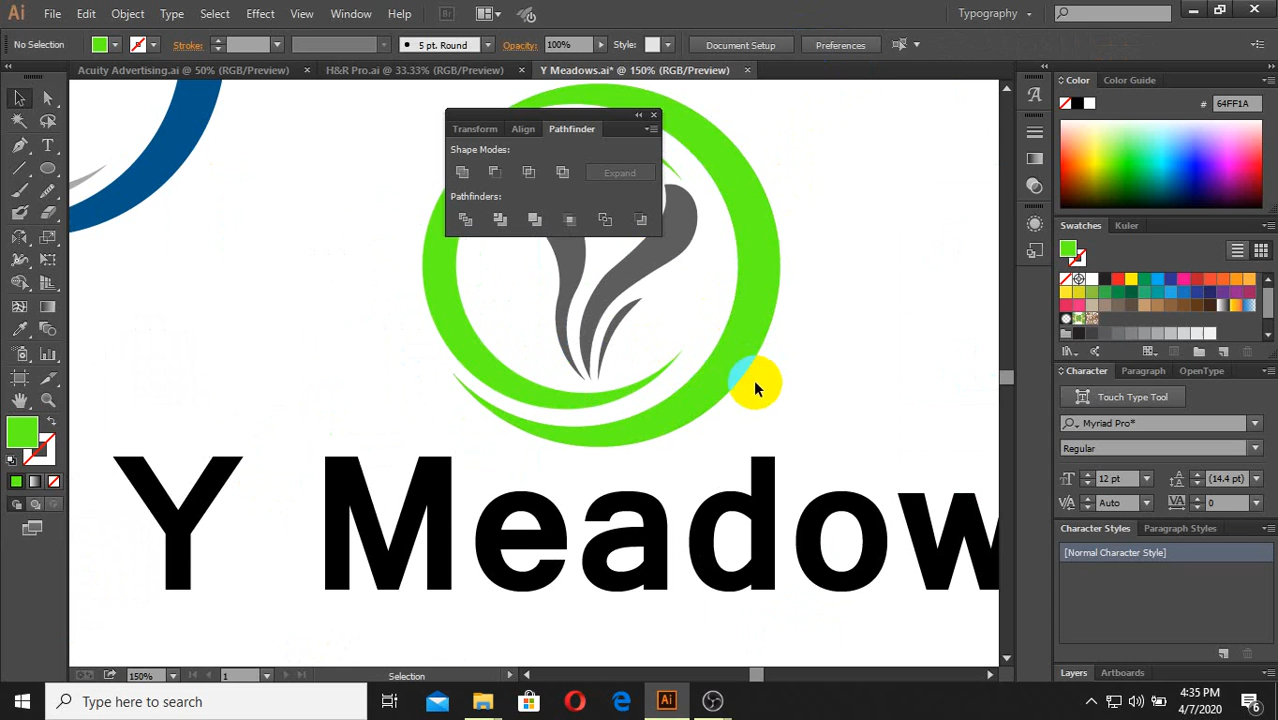 Ai File Edit Object Type Select Effect View Window Help Br Typography
No Selection Stroke: 5 pt. Round Opacity: 100% Style: Document Setup Preferences
Acuity Advertising.ai @ 50% (RGB/Preview) × H&R Pro.ai @ 33.33% (RGB/Preview) × Y Meadows.ai* @ 150% (RGB/Preview) ×
Color Color Guide
# 64FF1A
Transform Align Pathfinder
Shape Modes:
Expand
Pathfinders:
Swatches Kuler
Character Paragraph OpenType
Touch Type Tool
Myriad Pro*
Regular
12 pt (14.4 pt)
Auto 0
Character Styles Paragraph Styles
[Normal Character Style]
Y Meadow
Layers Artboards
150% 1 Selection
Type here to search
Ai
4:35 PM
4/7/2020
6